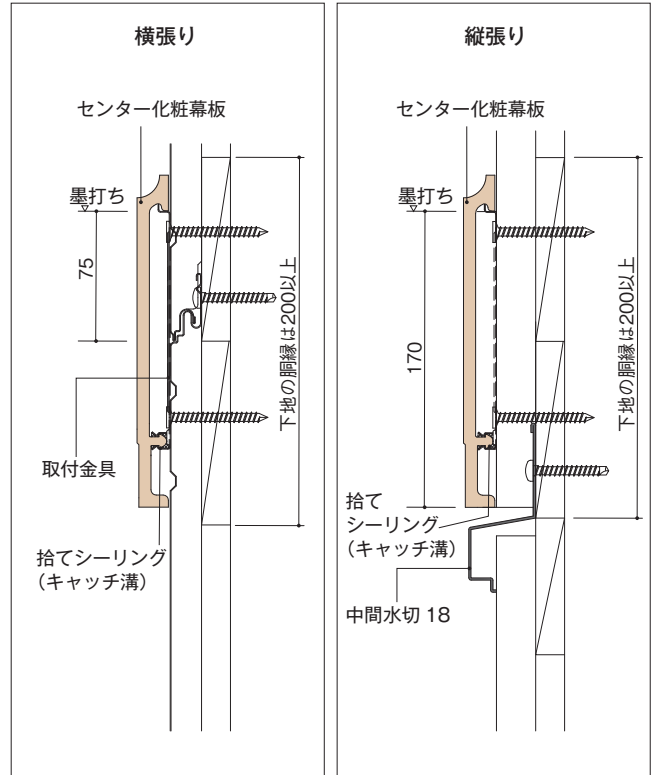 横張り
センター化粧幕板
墨打ち
75
下地の胴縁は200以上
取付金具
捨てシーリング
(キャッチ溝)
縦張り
センター化粧幕板
墨打ち
170
下地の胴縁は200以上
捨て
シーリング
(キャッチ溝)
中間水切 18